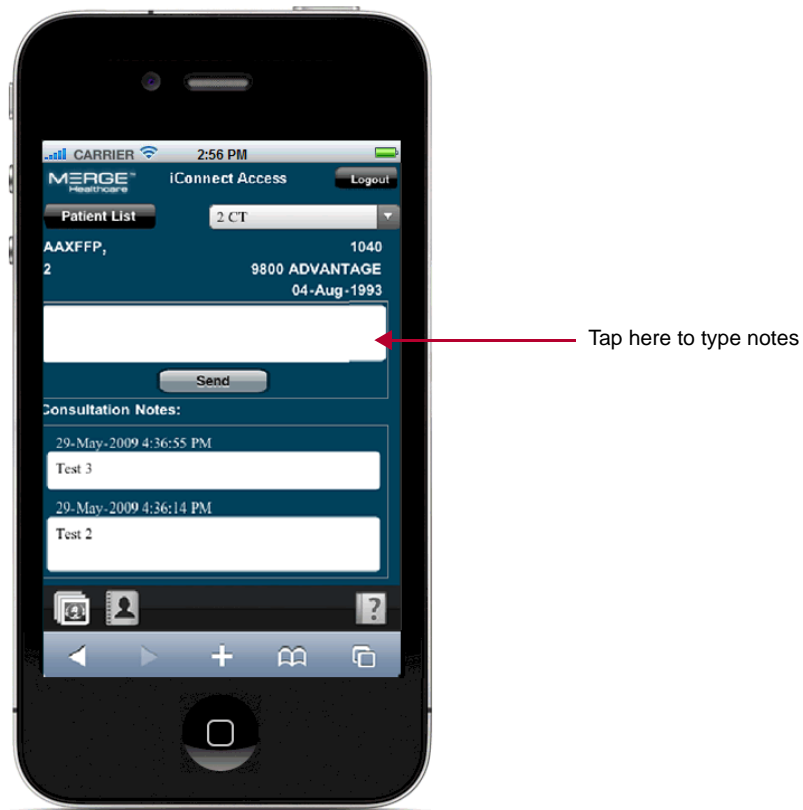 CARRIER 2:56 PM
MERGE™ iConnect Access Logout
Healthcare
Patient List 2 CT
AAXFFP, 1040
2 9800 ADVANTAGE
04-Aug-1993
Tap here to type notes
Send
Consultation Notes:
29-May-2009 4:36:55 PM
Test 3
29-May-2009 4:36:14 PM
Test 2
?